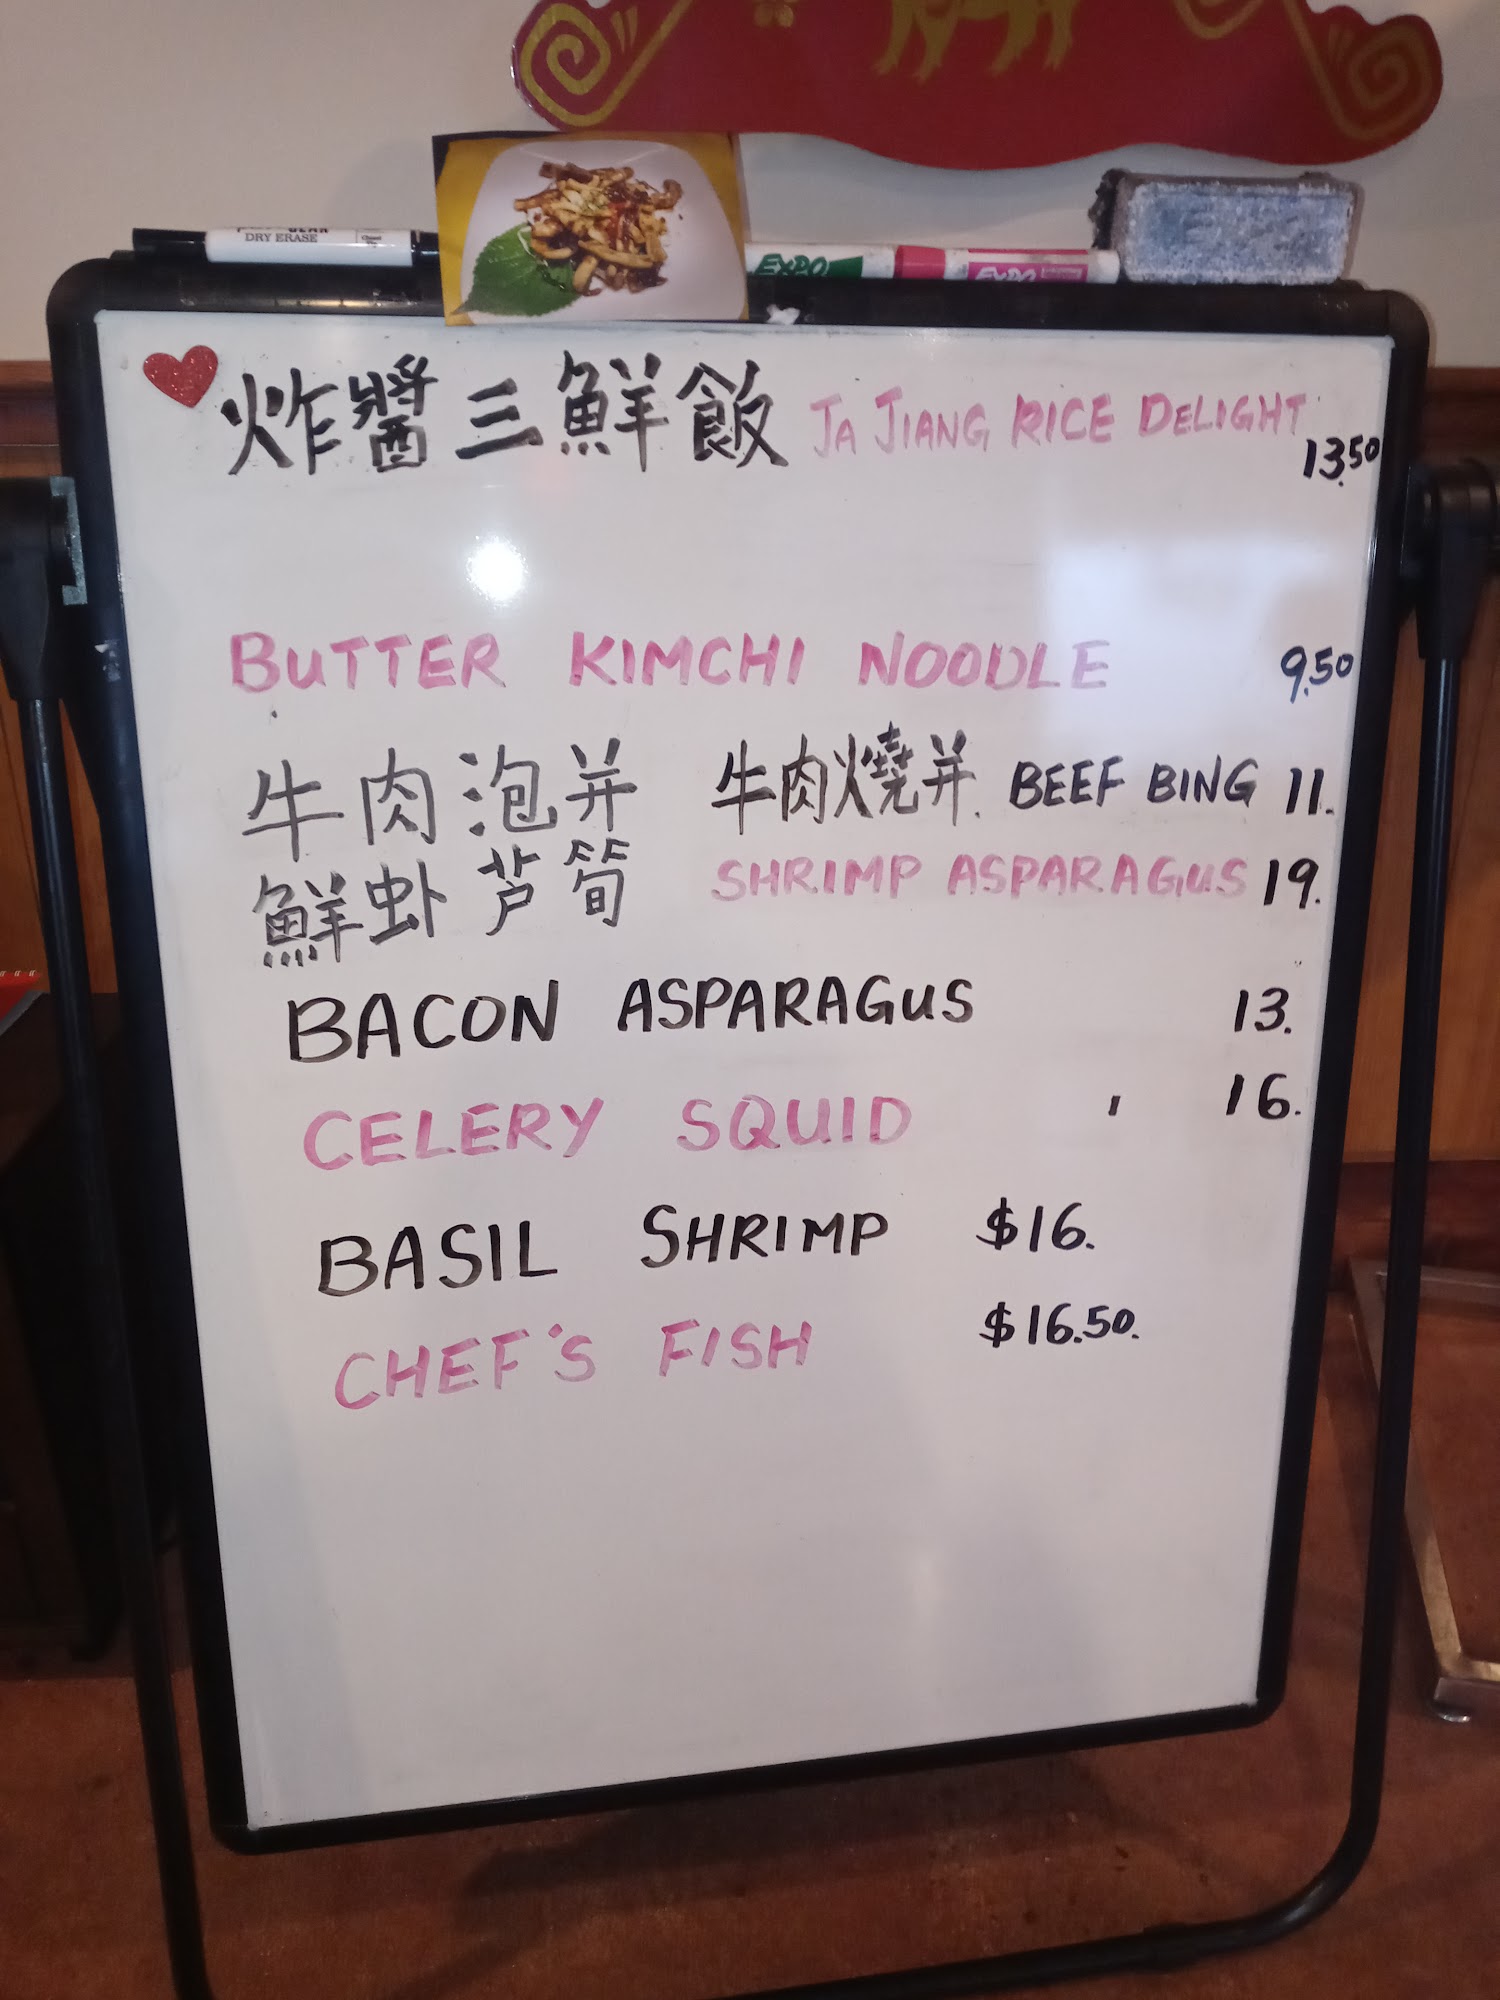 DRY ERASE
EXPO
EXPO
炸醬三鮮飯 JA JIANG RICE DELIGHT 13.50
BUTTER KIMCHI NOODLE 9.50
牛肉泡并 牛肉燒并 BEEF BING 11.
鮮虾芦筍 SHRIMP ASPARAGUS 19.
BACON ASPARAGUS 13.
CELERY SQUID 16.
BASIL SHRIMP $16.
CHEF'S FISH $16.50.